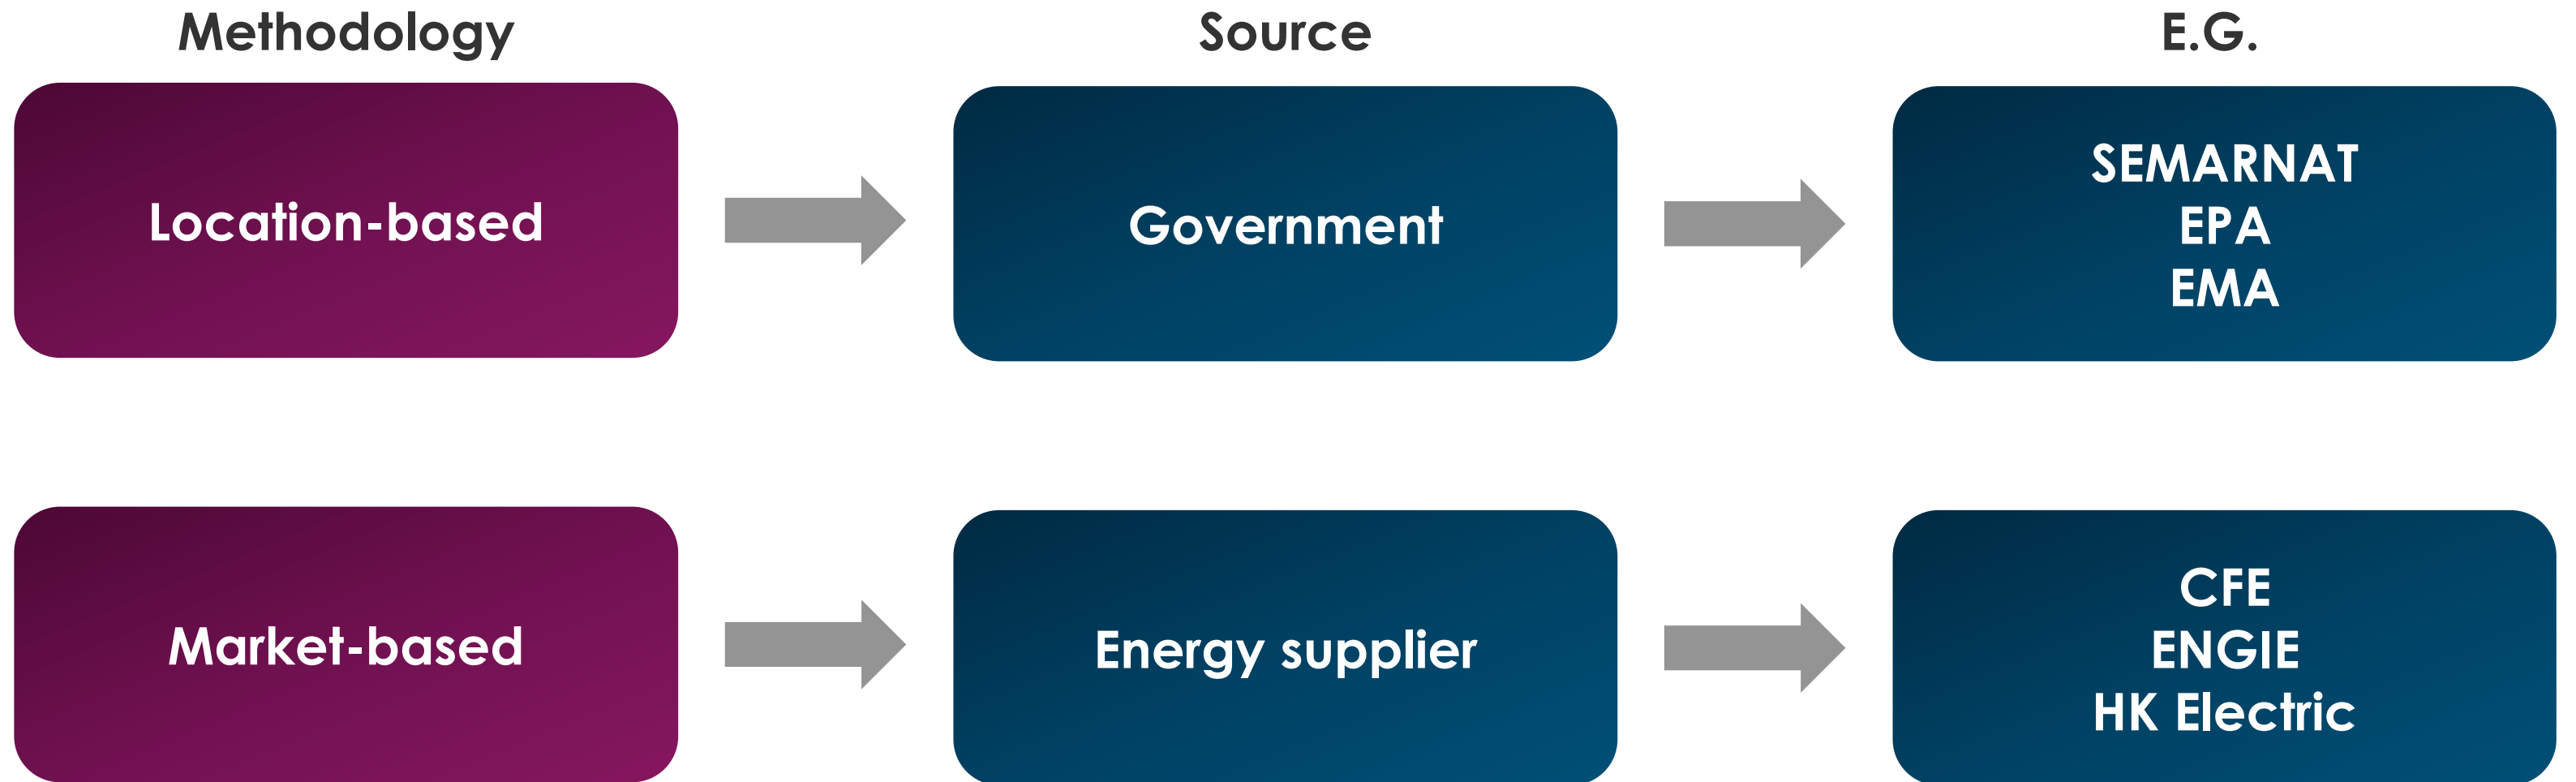 Methodology
Source
E.G.
Location-based
Government
SEMARNAT
EPA
EMA
Market-based
Energy supplier
CFE
ENGIE
HK Electric